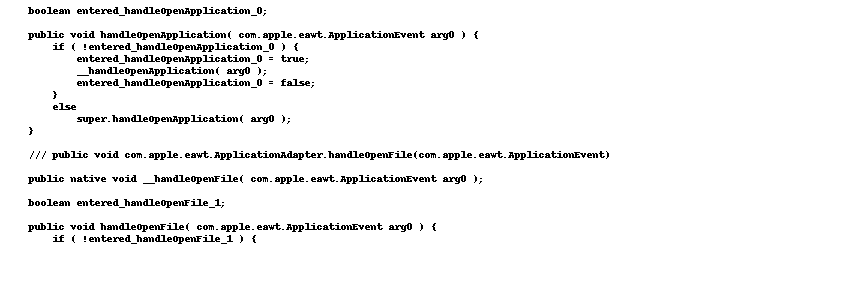 boolean entered_handleOpenApplication_0;
public void handleOpenApplication( com.apple.eawt.ApplicationEvent arg0 ) {
if ( !entered_handleOpenApplication_0 ) {
entered_handleOpenApplication_0 = true;
__handleOpenApplication( arg0 );
entered_handleOpenApplication_0 = false;
}
else
super.handleOpenApplication( arg0 );
}
/// public void com.apple.eawt.ApplicationAdapter.handleOpenFile(com.apple.eawt.ApplicationEvent)
public native void __handleOpenFile( com.apple.eawt.ApplicationEvent arg0 );
boolean entered_handleOpenFile_1;
public void handleOpenFile( com.apple.eawt.ApplicationEvent arg0 ) {
if ( !entered_handleOpenFile_1 ) {